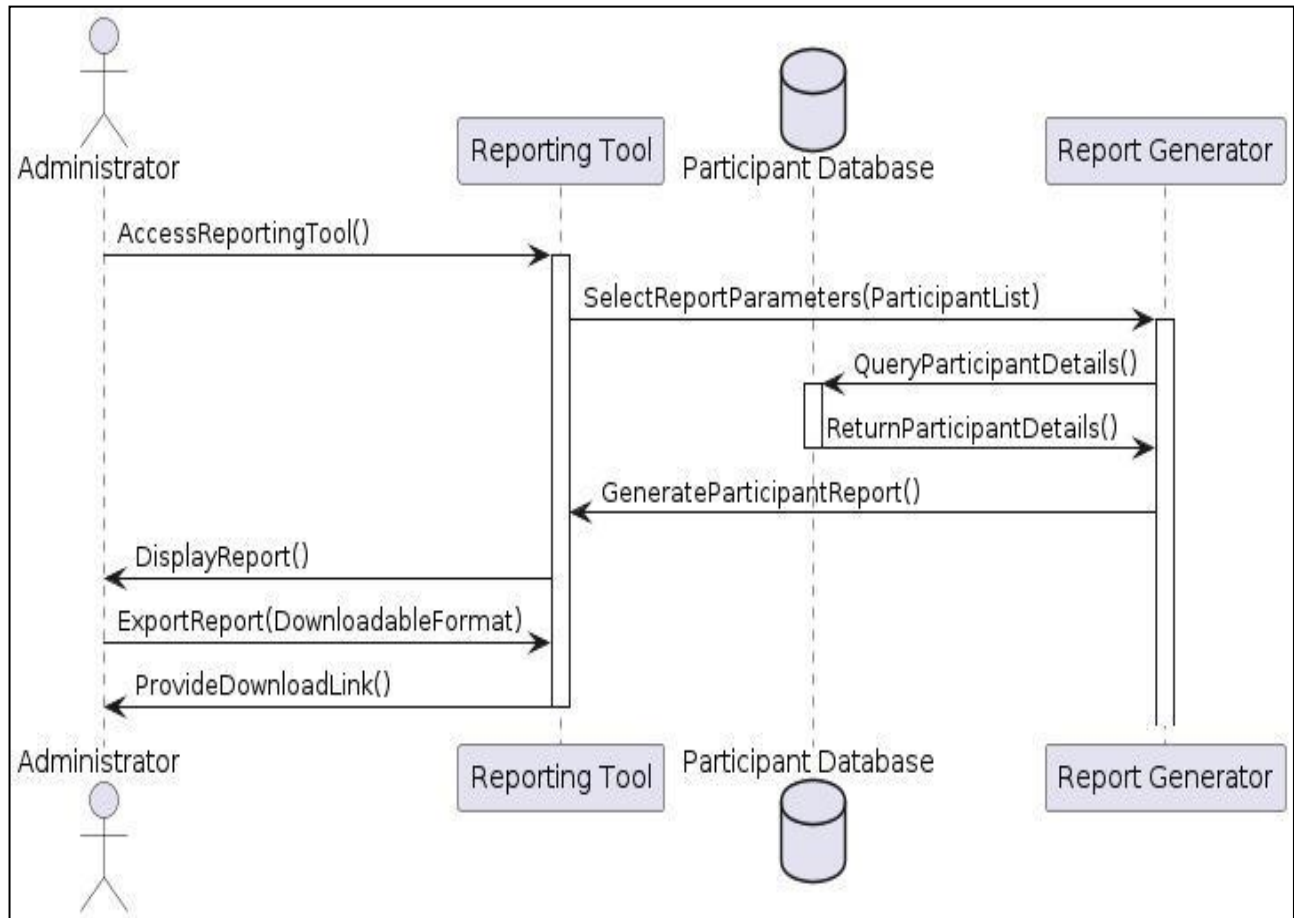 Administrator
Reporting Tool
Participant Database
Report Generator
AccessReportingTool()
SelectReportParameters(ParticipantList)
QueryParticipantDetails()
ReturnParticipantDetails()
GenerateParticipantReport()
DisplayReport()
ExportReport(DownloadableFormat)
ProvideDownloadLink()
Administrator
Reporting Tool
Participant Database
Report Generator